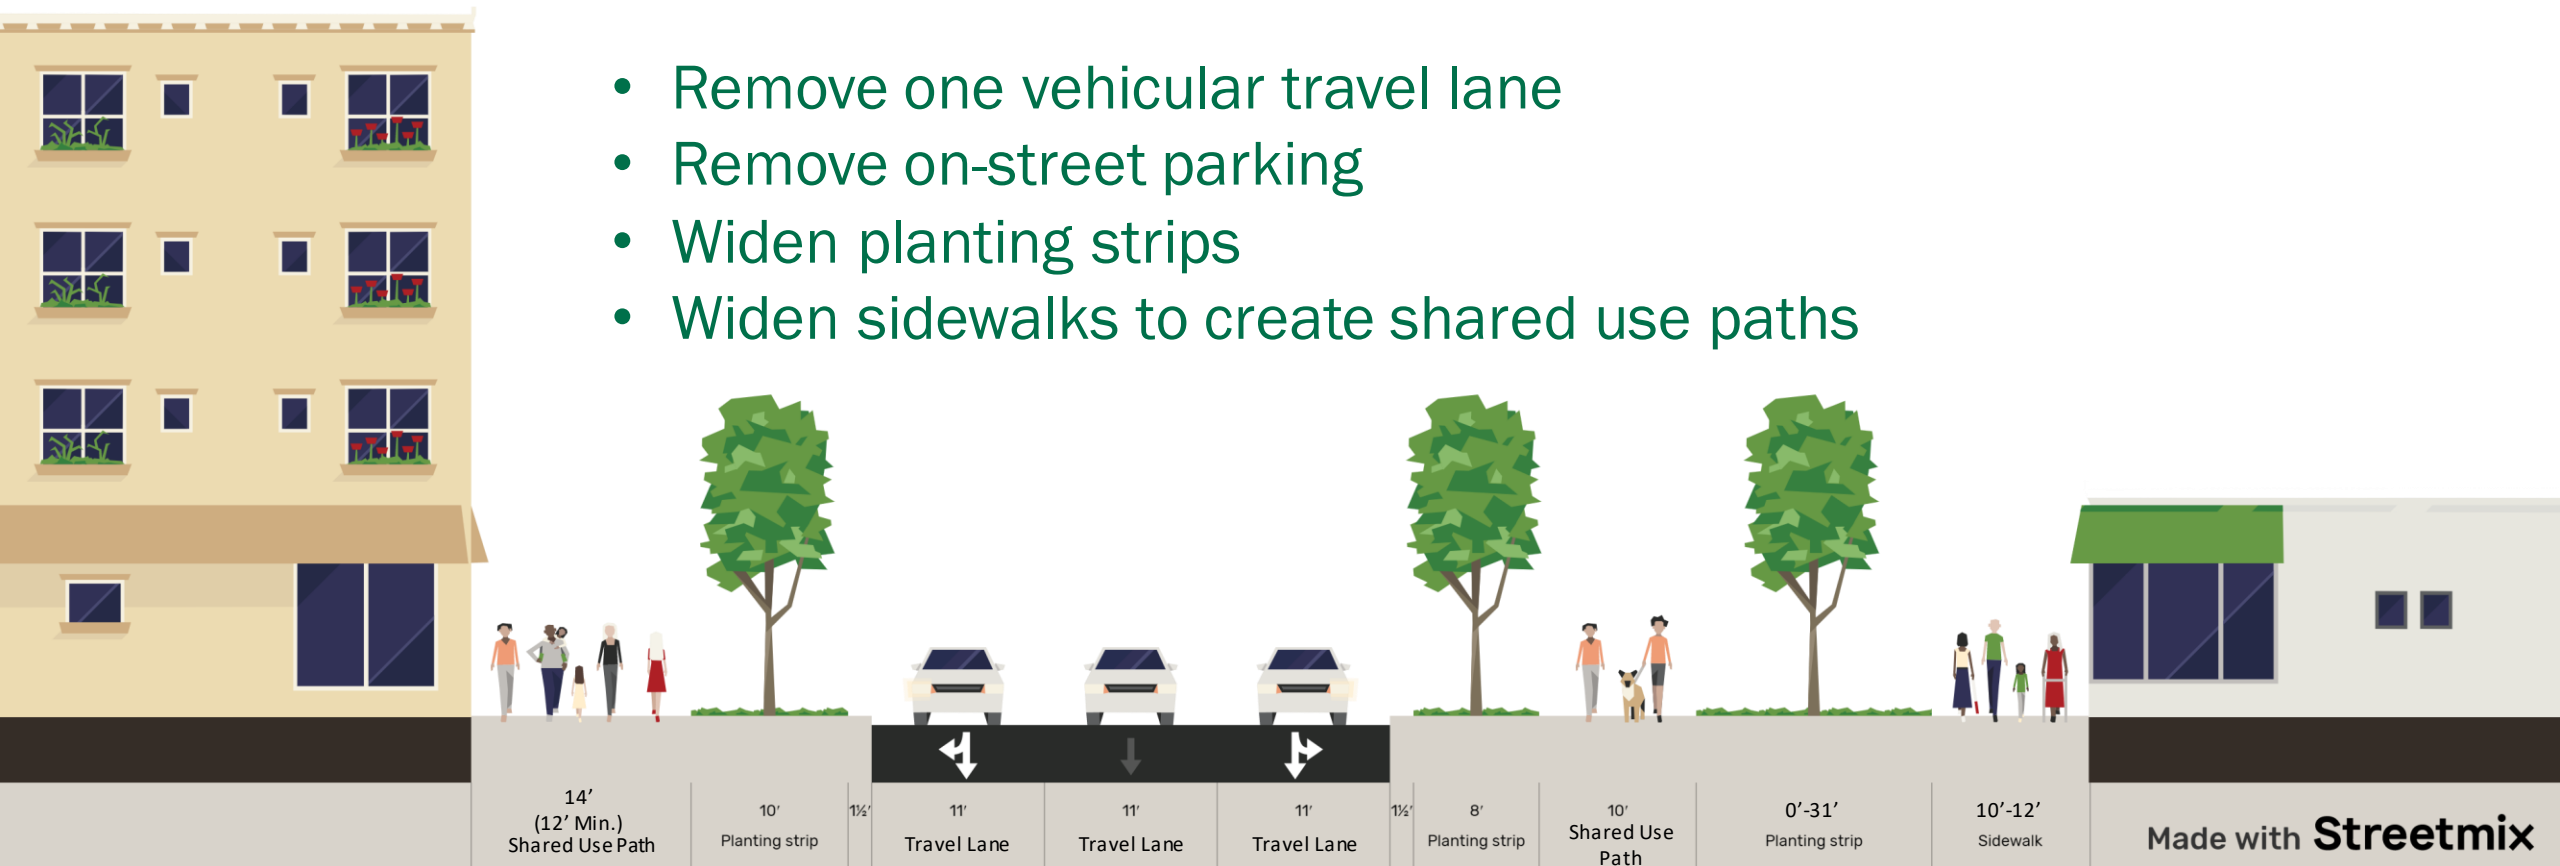 • Remove one vehicular travel lane
• Remove on-street parking
• Widen planting strips
• Widen sidewalks to create shared use paths
14’
(12’ Min.)
Shared Use Path
10'
Planting strip
1½'
11'
Travel Lane
11'
Travel Lane
11'
Travel Lane
1½'
8'
Planting strip
10'
Shared Use
Path
0’-31’
Planting strip
10’-12’
Sidewalk
Made with Streetmix